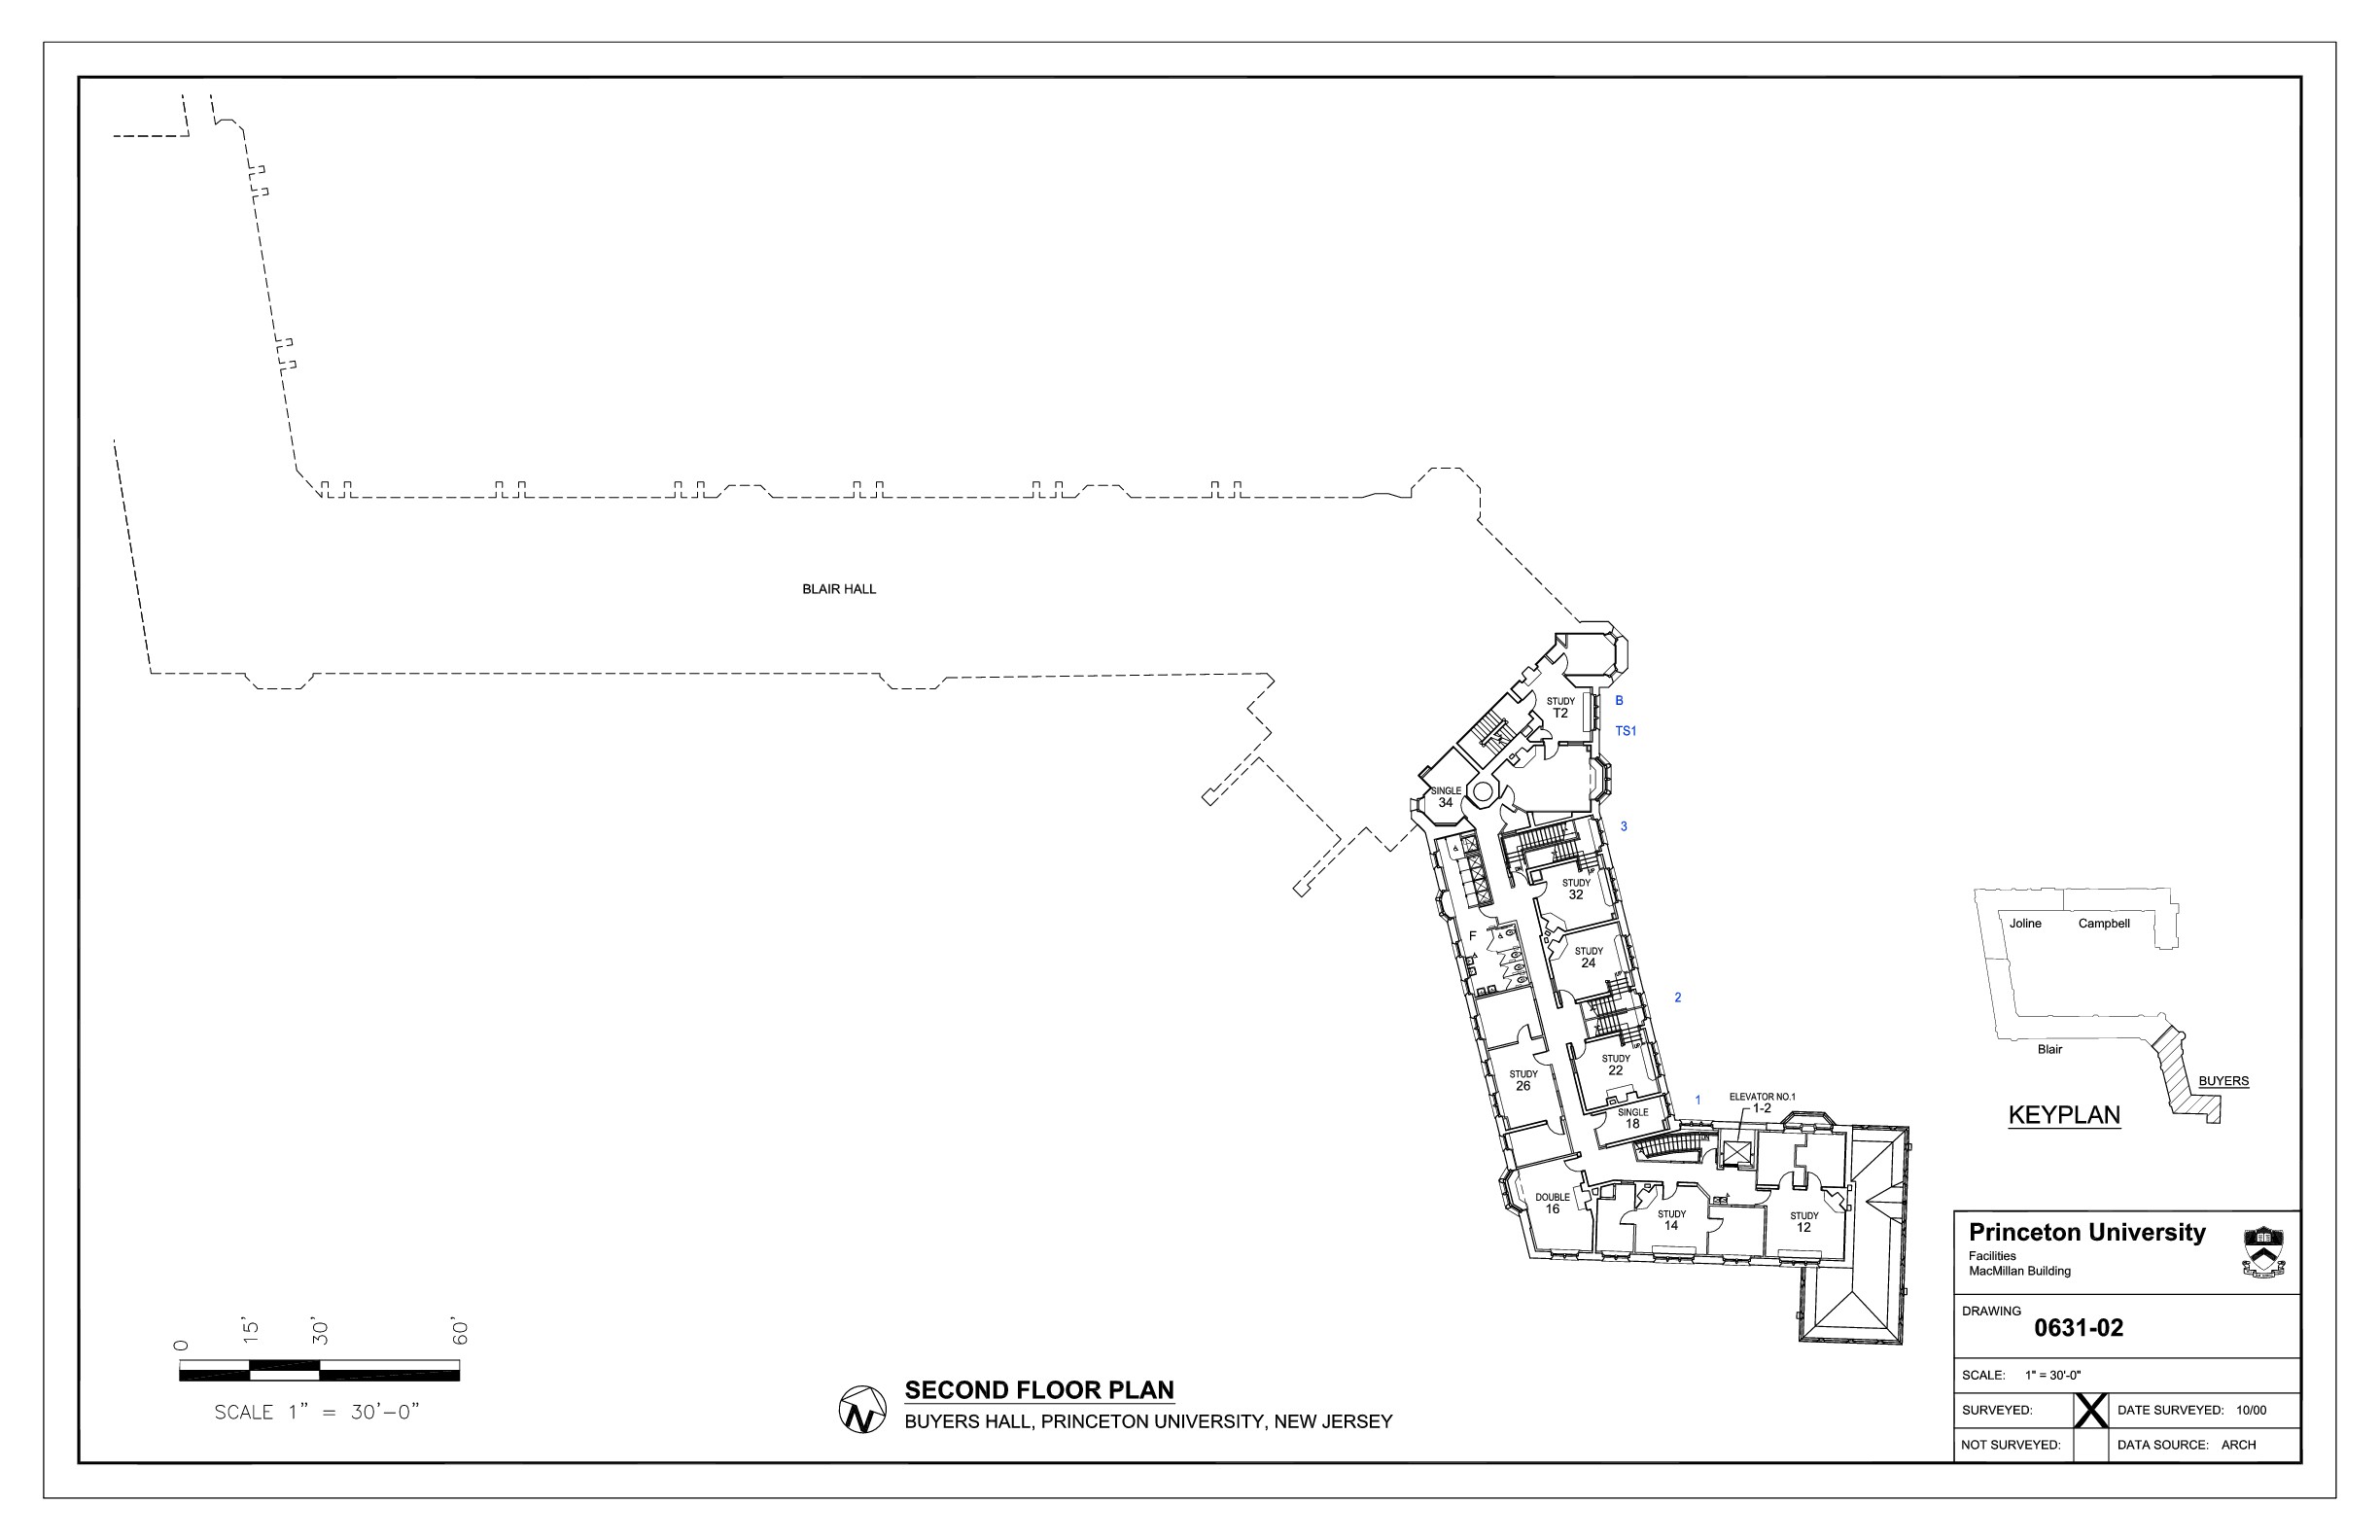 BLAIR HALL
STUDY
T2
B
TS1
SINGLE
34
3
STUDY
32
F
STUDY
24
2
STUDY
22
STUDY
26
1
ELEVATOR NO.1
1-2
SINGLE
18
DOUBLE
16
STUDY
14
STUDY
12
Joline
Campbell
Blair
BUYERS
KEYPLAN
0
15'
30'
60'
SCALE 1" = 30'-0"
N
SECOND FLOOR PLAN
BUYERS HALL, PRINCETON UNIVERSITY, NEW JERSEY
Princeton University
Facilities
MacMillan Building
DRAWING
0631-02
SCALE: 1" = 30'-0"
SURVEYED: X DATE SURVEYED: 10/00
NOT SURVEYED: DATA SOURCE: ARCH